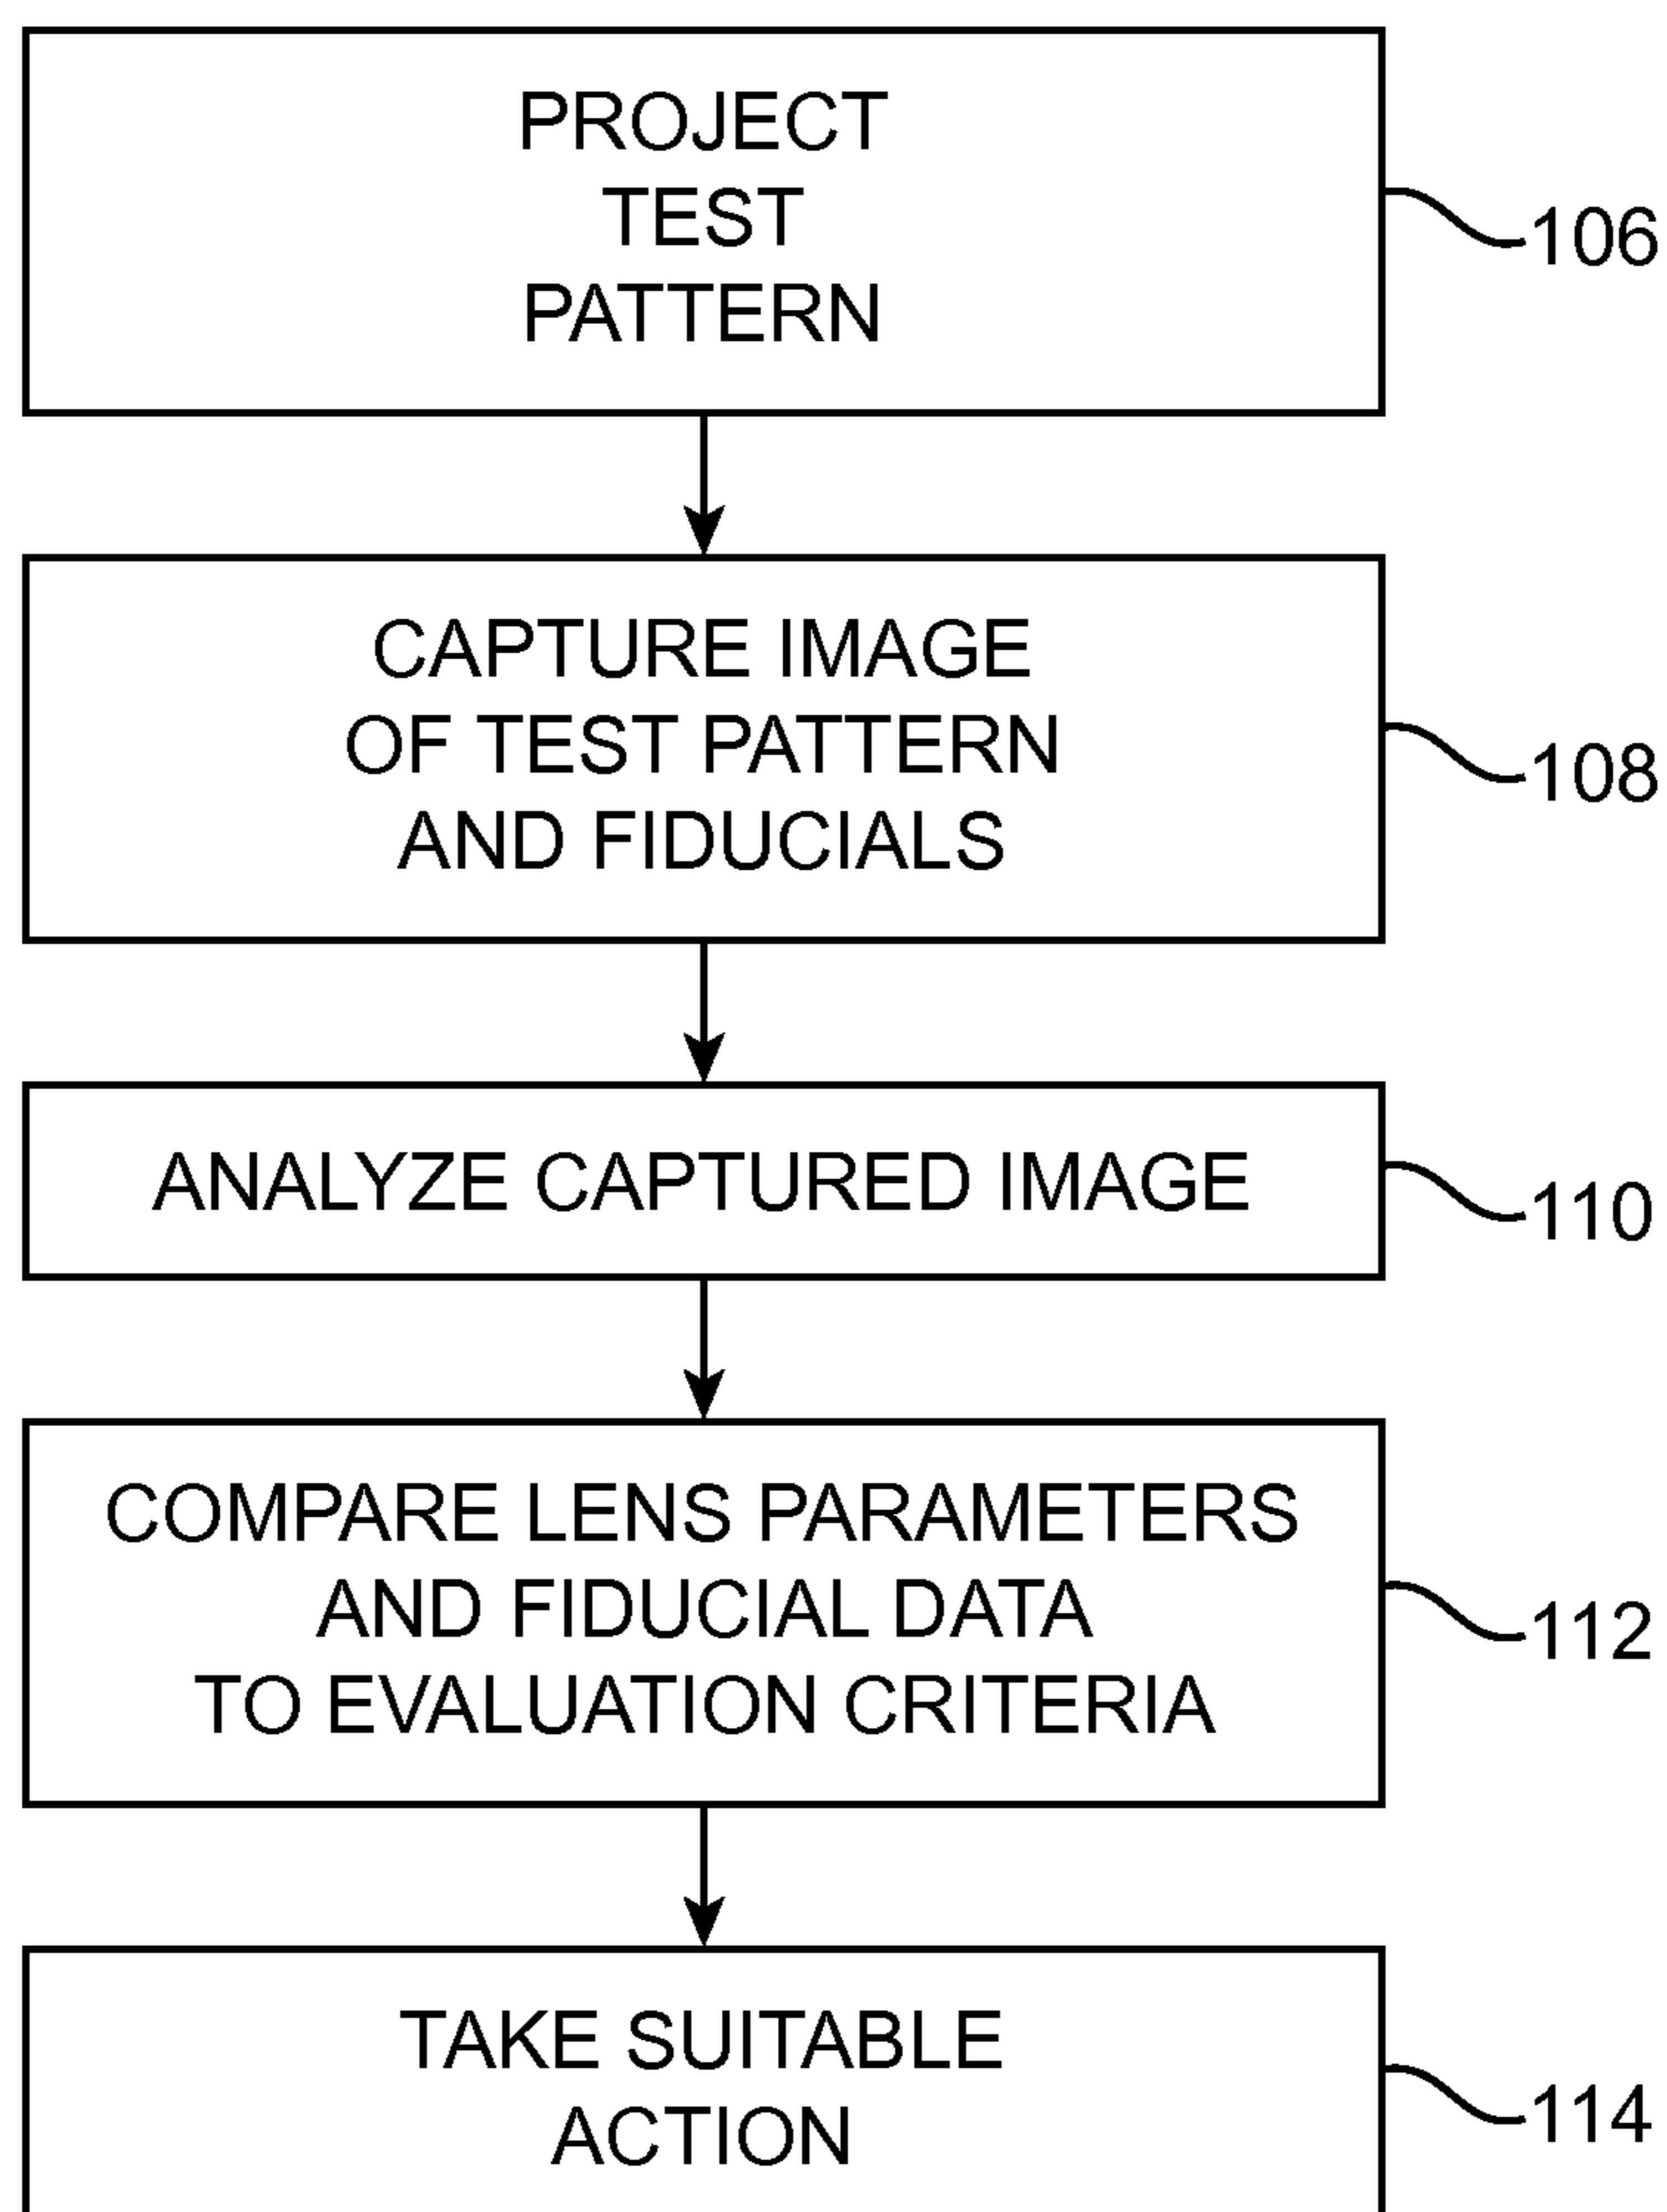 PROJECT
TEST
PATTERN
106
CAPTURE IMAGE
OF TEST PATTERN
AND FIDUCIALS
108
ANALYZE CAPTURED IMAGE
110
COMPARE LENS PARAMETERS
AND FIDUCIAL DATA
TO EVALUATION CRITERIA
112
TAKE SUITABLE
ACTION
114